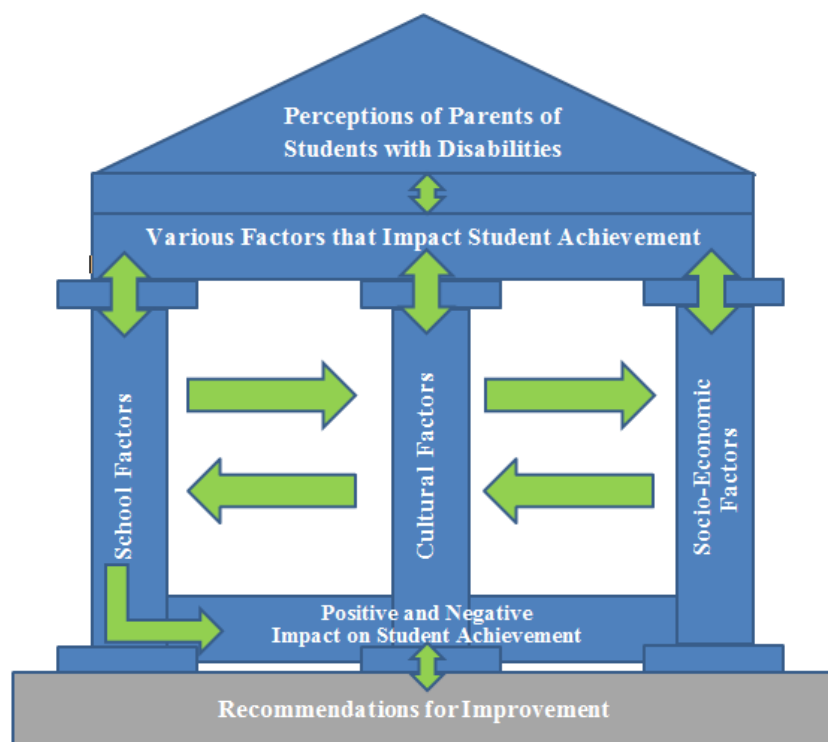 Perceptions of Parents of
Students with Disabilities
Various Factors that Impact Student Achievement
School Factors
Cultural Factors
Socio-Economic
Factors
Positive and Negative
Impact on Student Achievement
Recommendations for Improvement